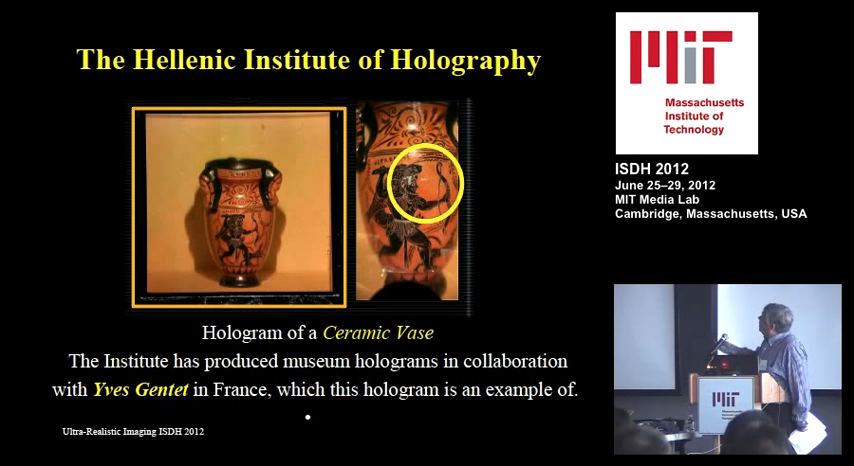 The Hellenic Institute of Holography
Hologram of a Ceramic Vase
The Institute has produced museum holograms in collaboration
with Yves Gentet in France, which this hologram is an example of.
Ultra-Realistic Imaging ISDH 2012
MIT
Massachusetts
Institute of
Technology
ISDH 2012
June 25–29, 2012
MIT Media Lab
Cambridge, Massachusetts, USA
MIT